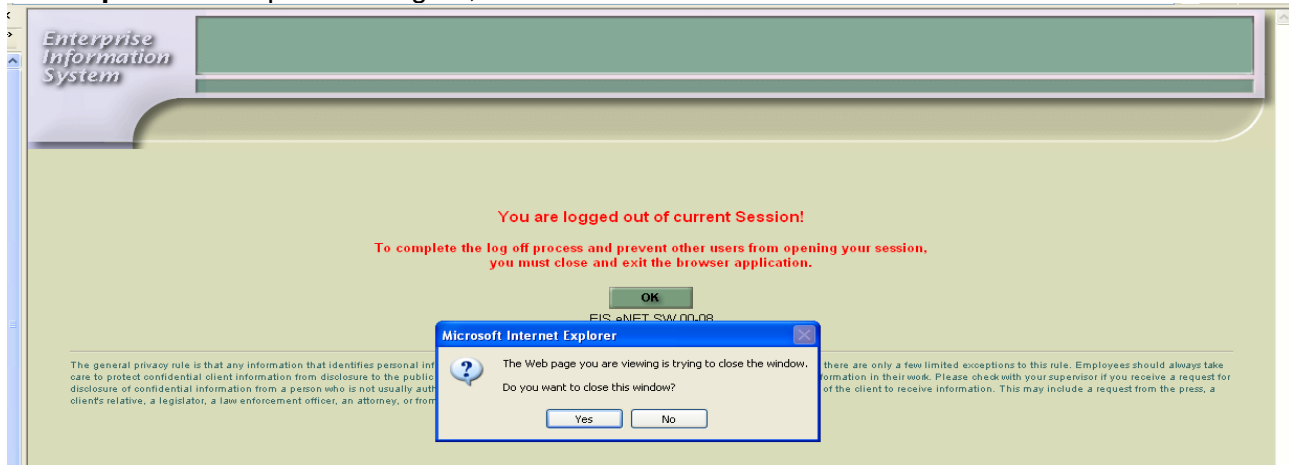 Enterprise
Information
System
You are logged out of current Session!
To complete the log off process and prevent other users from opening your session,
you must close and exit the browser application.
OK
EIS eNET SW 00-08
Microsoft Internet Explorer
The Web page you are viewing is trying to close the window.
Do you want to close this window?
Yes No
The general privacy rule is that any information that identifies personal there are only a few limited exceptions to this rule. Employees should always take
care to protect confidential client information from disclosure to the public in their work. Please check with your supervisor if you receive a request for
disclosure of confidential information from a person who is not usually of the client to receive information. This may include a request from the press, a
client's relative, a legislator, a law enforcement officer, an attorney, or from